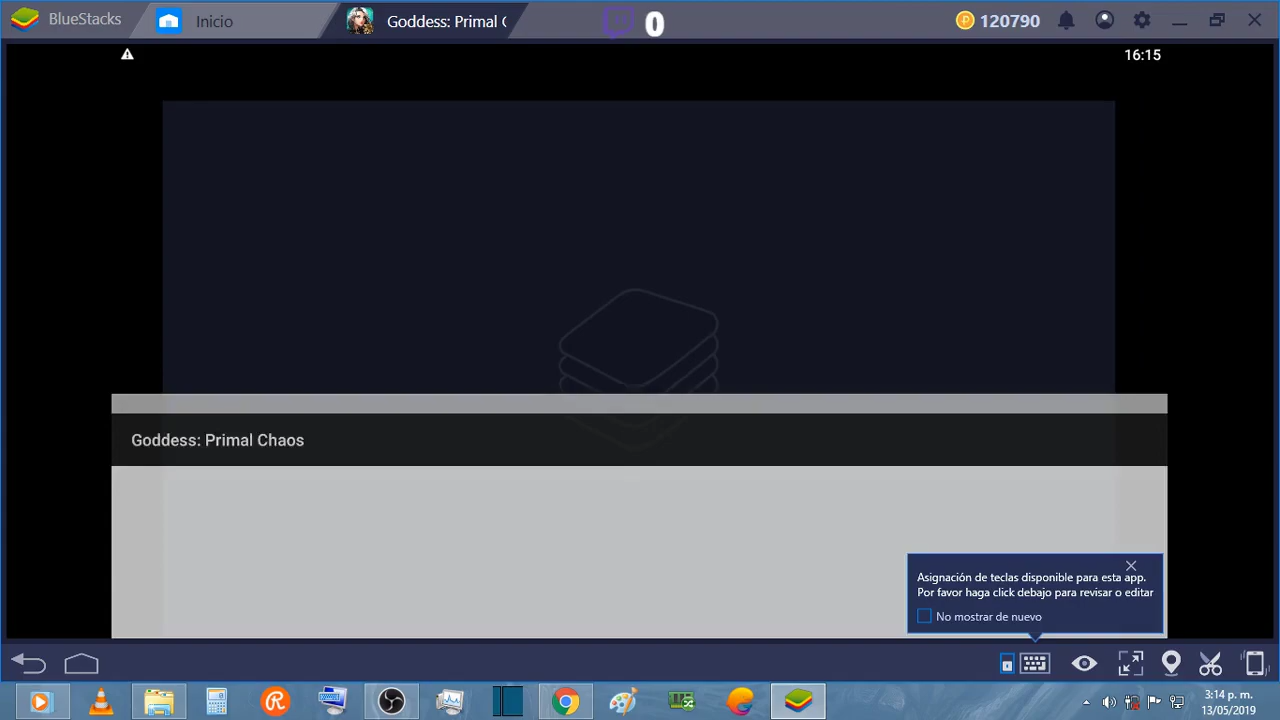 BlueStacks
Inicio
Goddess: Primal C
0
120790
16:15
Goddess: Primal Chaos
Asignación de teclas disponible para esta app.
Por favor haga click debajo para revisar o editar
No mostrar de nuevo
3:14 p. m.
13/05/2019